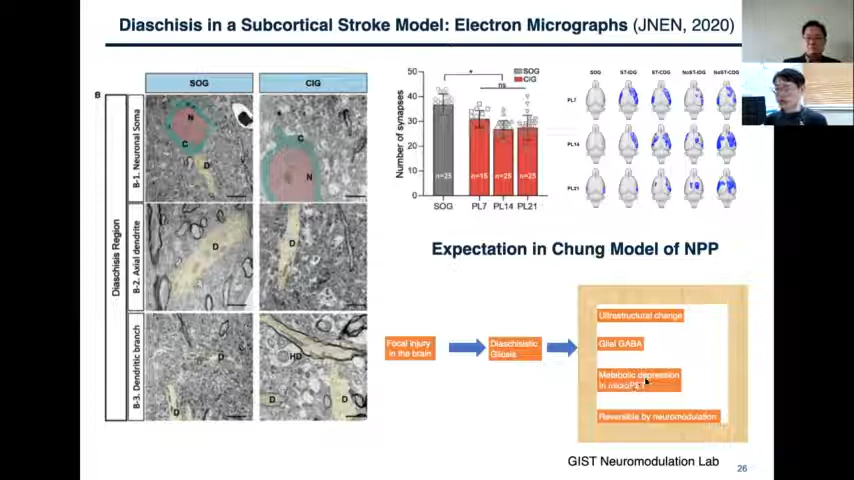 Diaschisis in a Subcortical Stroke Model: Electron Micrographs (JNEN, 2020)
B
SOG
CIG
Diaschisis Region
B-1. Neuronal Soma
B-2. Axial dendrite
B-3. Dendritic branch
N
C
D
C
N
D
D
D
D
HD
D
Number of synapses
50
40
30
20
10
0
*
ns
SOG
CIG
n=25
n=15
n=25
n=25
SOG
PL7
PL14
PL21
SOG
ST-IDG
ST-CDG
NoST-IDG
NoST-CDG
PL7
PL14
PL21
Expectation in Chung Model of NPP
Focal injury
in the brain
Diaschisistic
Gliosis
Ultrastructural change
Glial GABA
Metabolic depression
in microPET
Reversible by neuromodulation
GIST Neuromodulation Lab
26